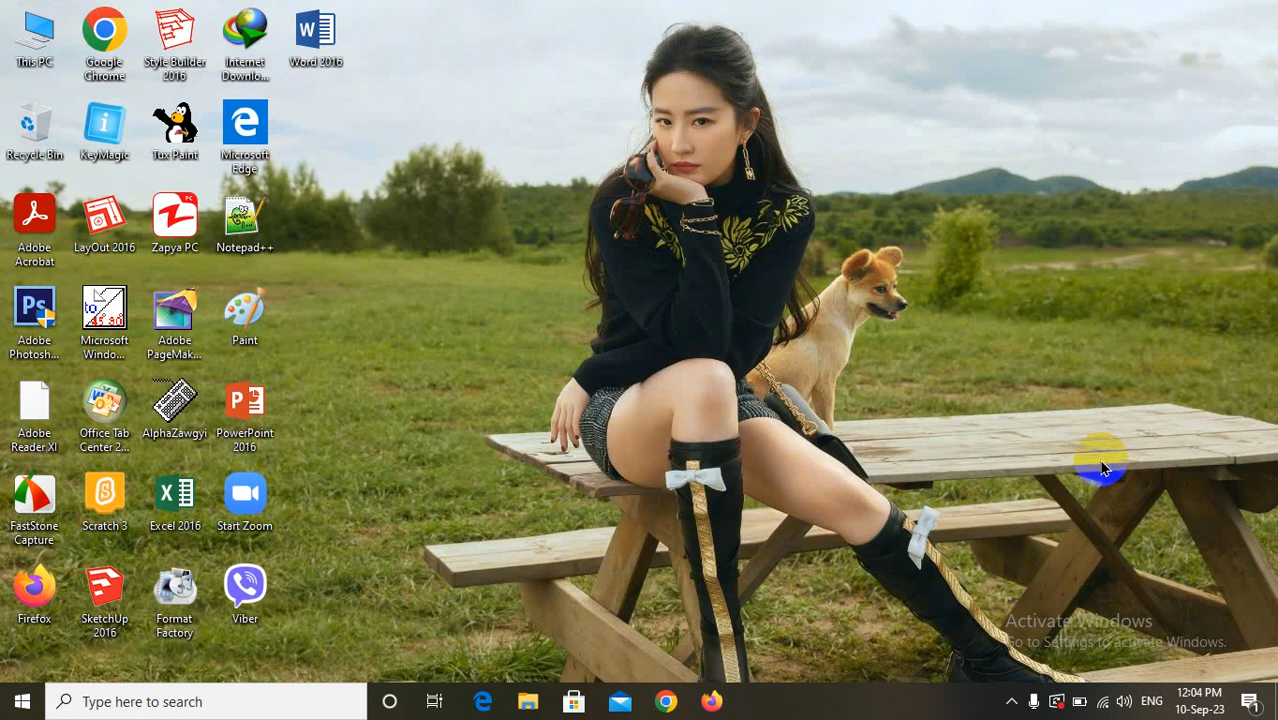 This PC
Google
Chrome
Style Builder
2016
Internet
Downlo...
Word 2016
Recycle Bin
KeyMagic
Tux Paint
Microsoft
Edge
Adobe
Acrobat
LayOut 2016
Zapya PC
Notepad++
Adobe
Photosh...
Microsoft
Windo...
Adobe
PageMak...
Paint
Adobe
Reader XI
Office Tab
Center 2...
AlphaZawgyi
PowerPoint
2016
FastStone
Capture
Scratch 3
Excel 2016
Start Zoom
Firefox
SketchUp
2016
Format
Factory
Viber
Activate Windows
Go to Settings to activate Windows.
Type here to search
ENG
12:04 PM
10-Sep-23